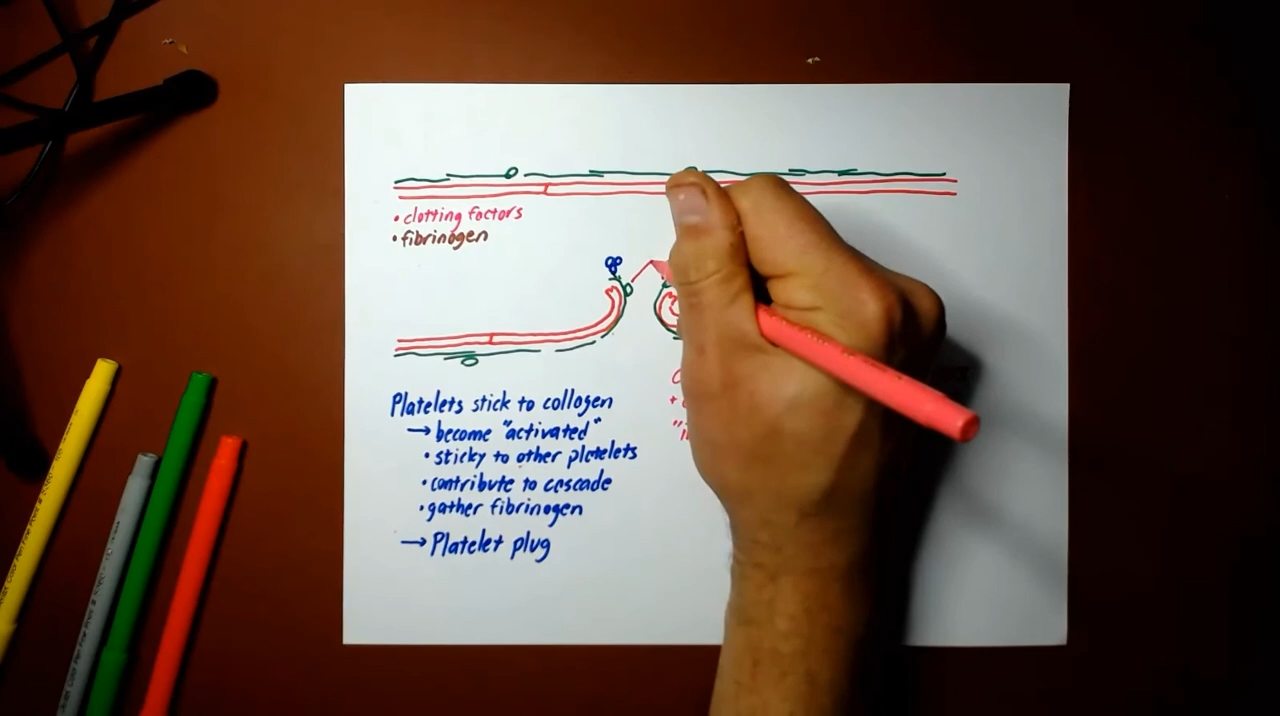 • clotting factors
• fibrinogen
Platelets stick to collagen
→ become "activated"
• sticky to other platelets
• contribute to cascade
• gather fibrinogen
→ Platelet plug